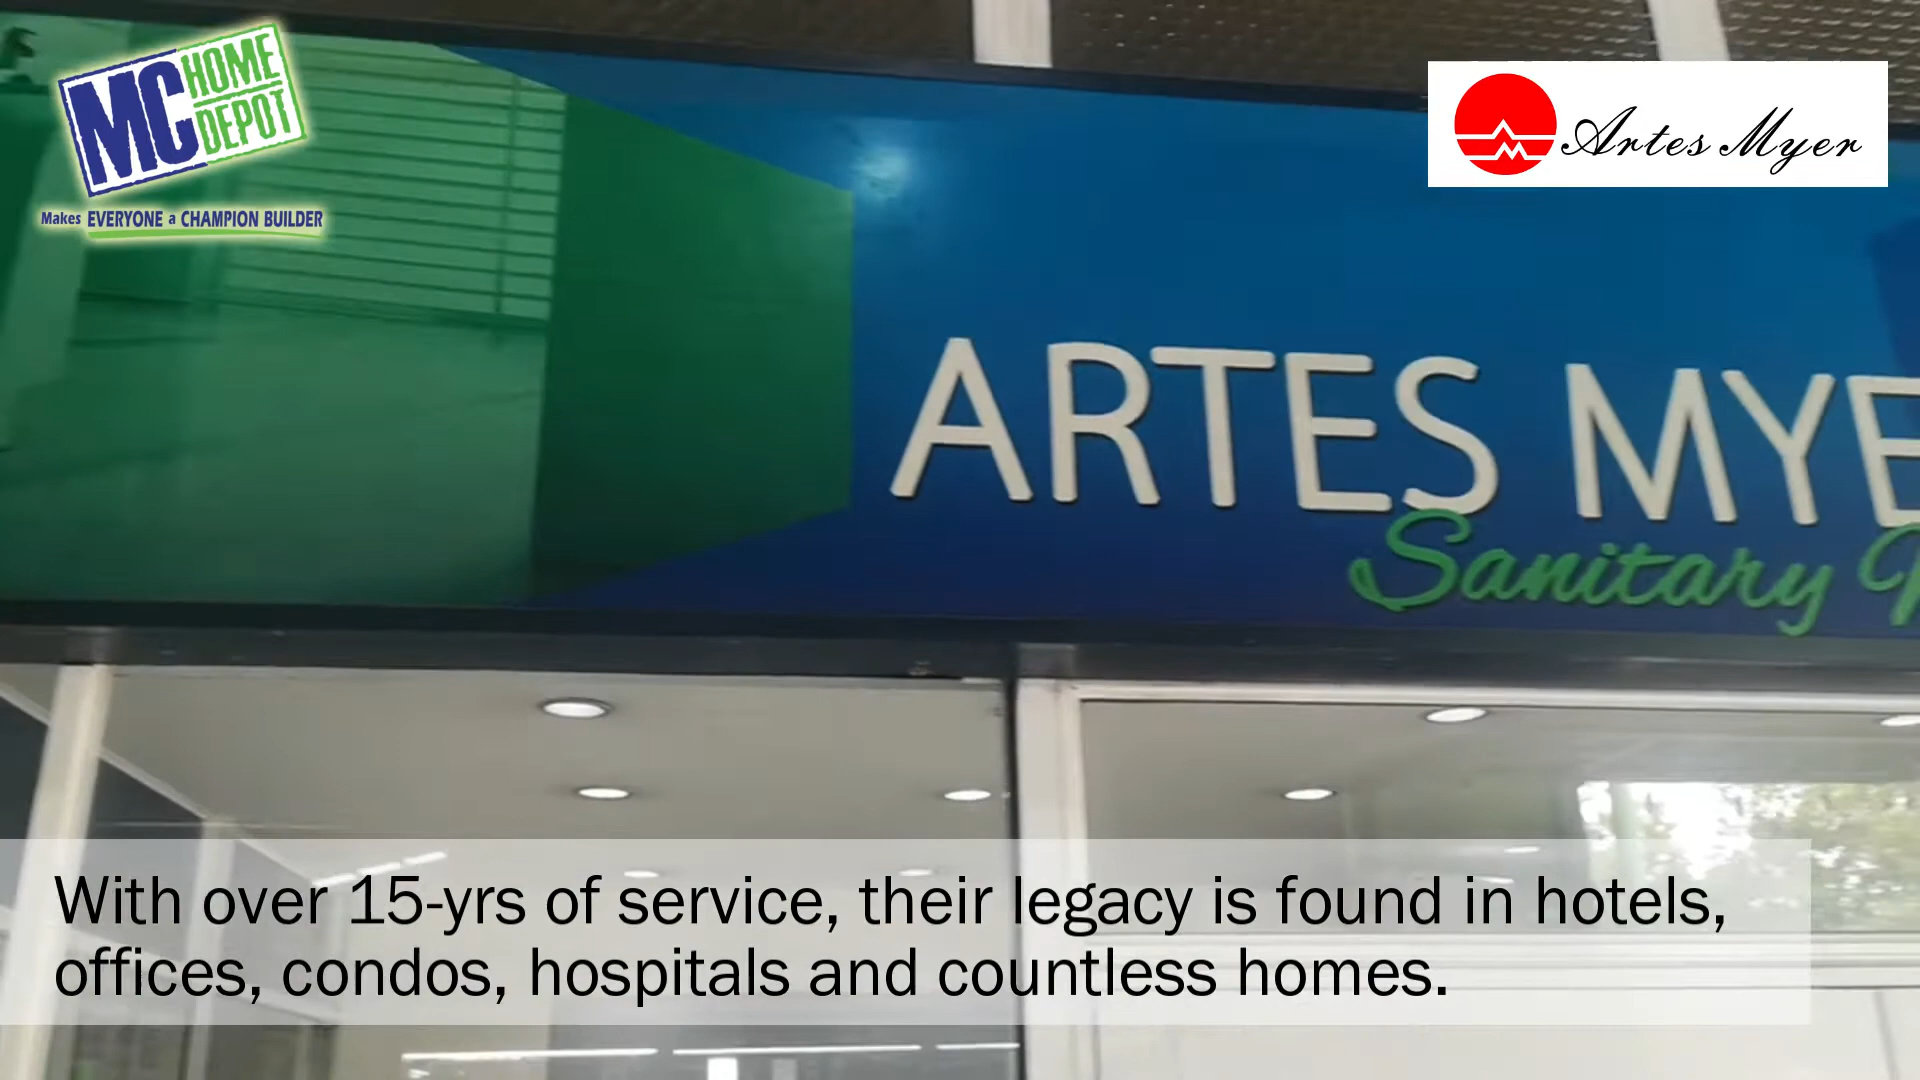 MC HOME
DEPOT
Makes EVERYONE a CHAMPION BUILDER
Artes Myer
ARTES MYE
Sanitary
With over 15-yrs of service, their legacy is found in hotels,
offices, condos, hospitals and countless homes.